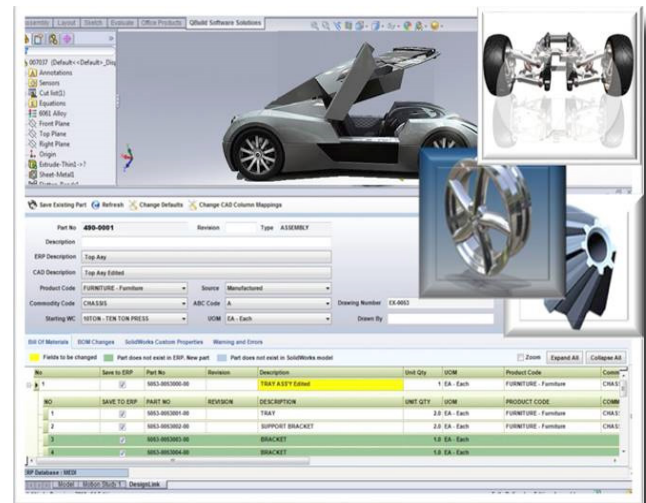 Assembly Layout Sketch Evaluate Office Products QBuild Software Solutions
007037 (Default<<Default>_Disp
Annotations
Sensors
Cut list(1)
Equations
6061 Alloy
Front Plane
Top Plane
Right Plane
Origin
Extrude-Thin1->?
Sheet-Metal1
Save Existing Part Refresh Change Defaults Change CAD Column Mappings
Part No 490-0001 Revision Type ASSEMBLY
Description
ERP Description Top Asy
CAD Description Top Asy Edited
Product Code FURNITURE - Furniture Source Manufactured
Commodity Code CHASSIS ABC Code A Drawing Number EX-0053
Starting WC 10TON - TEN TON PRESS UOM EA - Each Drawn By
Bill Of Materials BOM Changes SolidWorks Custom Properties Warning and Errors
Fields to be changed Part does not exist in ERP. New part Part does not exist in SolidWorks model Zoom Expand All Collapse All
No Save to ERP Part No Revision Description Unit Qty UOM Product Code Comm
1 5053-0053000-00 TRAY ASS'Y Edited 1 EA - Each FURNITURE - Furniture CHAS
NO SAVE TO ERP PART NO REVISION DESCRIPTION UNIT QTY UOM PRODUCT CODE COMM
1 5053-0053001-00 TRAY 2.0 EA - Each FURNITURE - Furniture CHAS
2 5053-0053002-00 SUPPORT BRACKET 2.0 EA - Each FURNITURE - Furniture CHAS
3 5053-0053003-00 BRACKET 1.0 EA - Each
4 5053-0053004-00 BRACKET 1.0 EA - Each
Model Motion Study 1 DesignLink